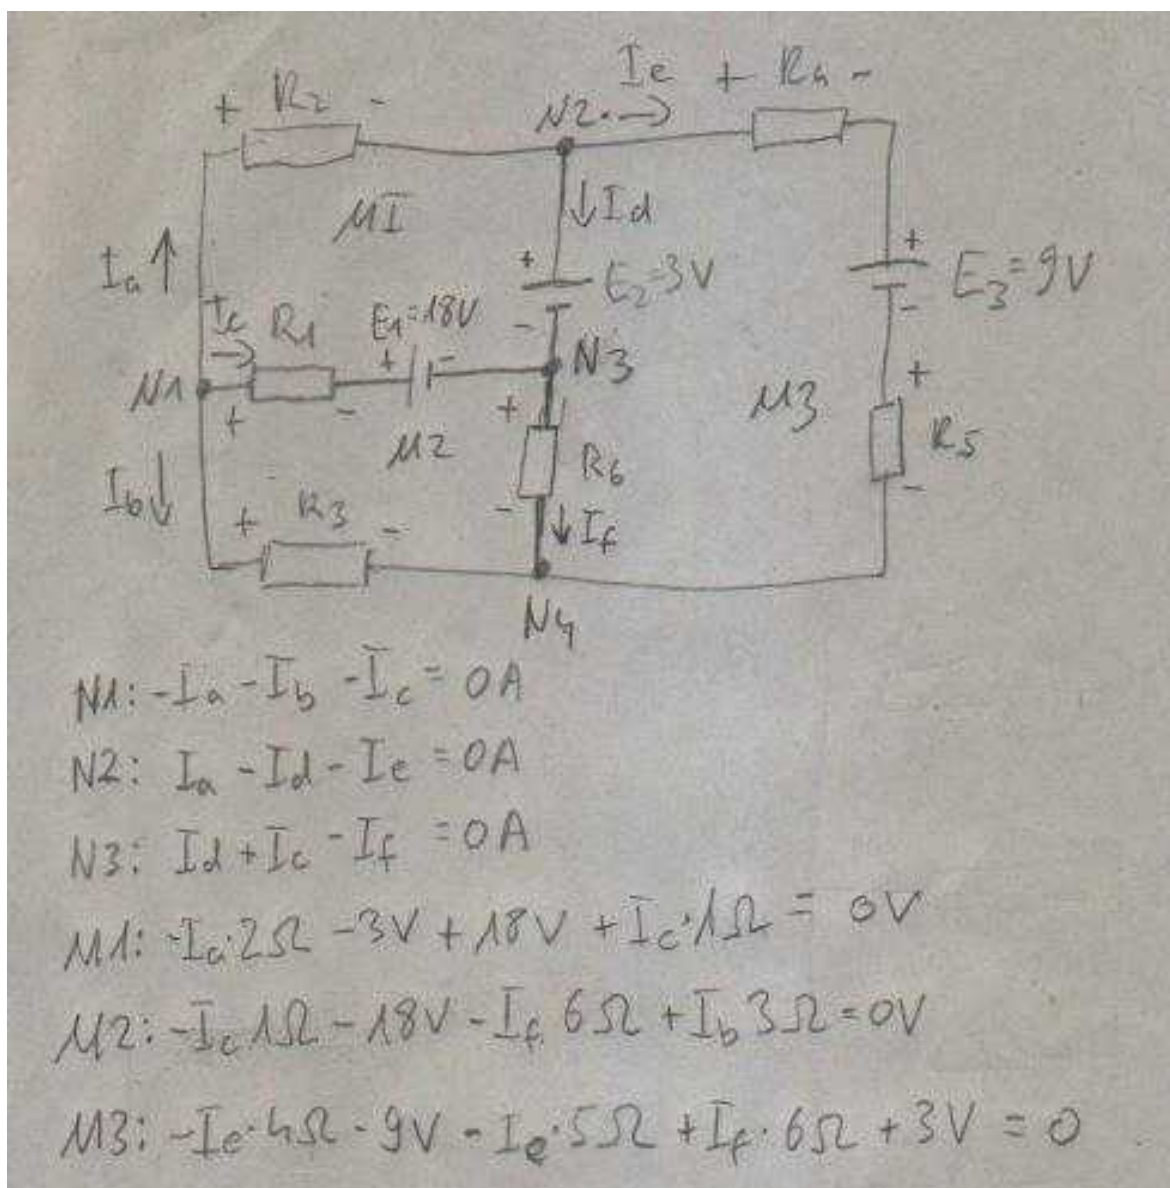 + R2 -
Ie + R4 -
N2
MI
Ia
Id
+
E2=3V
-
+
E3=9V
-
Ic
R1
E1=18V
+ -
N1
+ -
N3
M2
M3
+
R6
-
+
R5
-
Ib
+ R3 -
If
N4
N1: -Ia -Ib -Ic = 0A
N2: Ia -Id -Ie = 0A
N3: Id+Ic -If = 0A
M1: -Ia·2Ω -3V +18V +Ic·1Ω = 0V
M2: -Ic 1Ω -18V -If 6Ω +Ib 3Ω = 0V
M3: -Ie·4Ω -9V -Ie·5Ω +If·6Ω +3V = 0